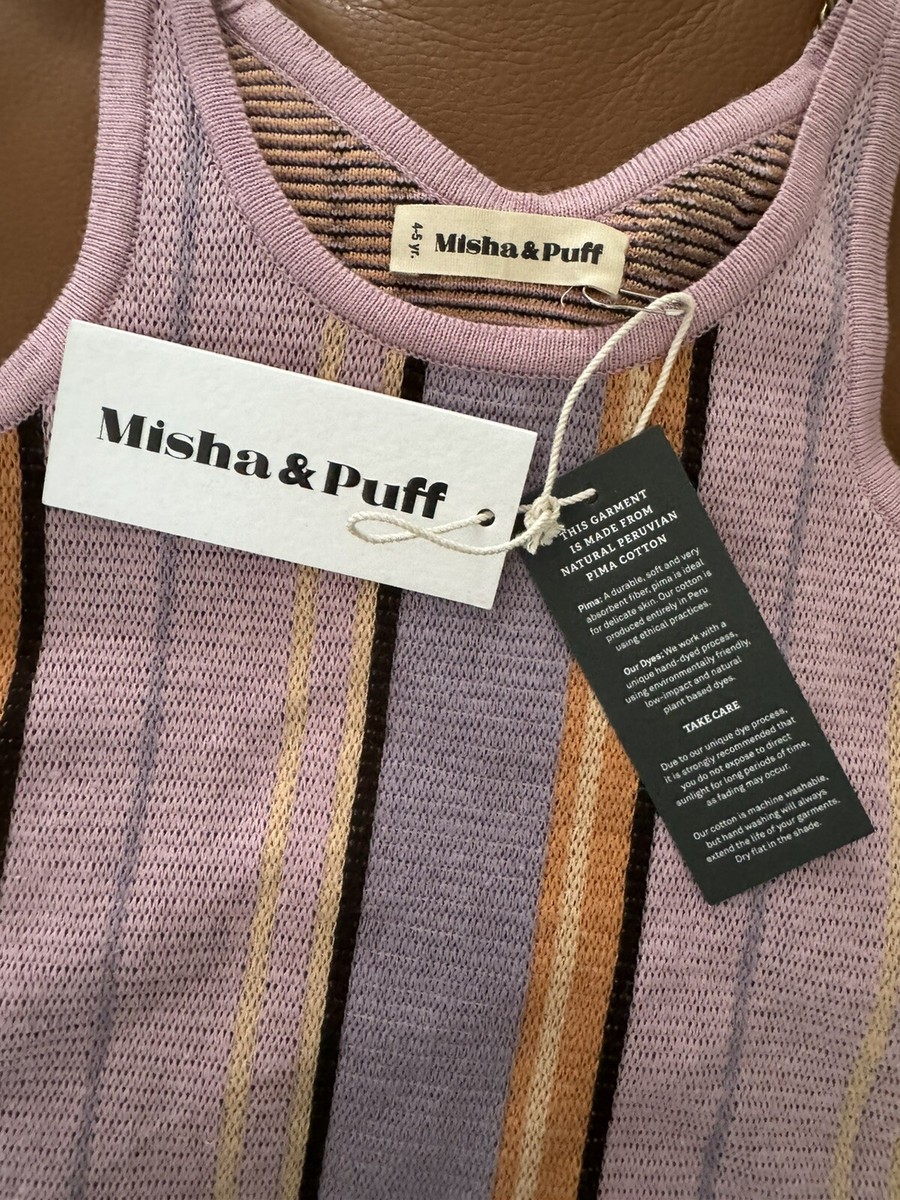 4-5 yr.
Misha & Puff
Misha & Puff
THIS GARMENT
IS MADE FROM
NATURAL PERUVIAN
PIMA COTTON
Pima: A durable, soft and very
absorbent fiber, pima is ideal
for delicate skin. Our cotton is
produced entirely in Peru
using ethical practices.
Our Dyes: We work with a
unique hand-dyed process,
using environmentally friendly,
low-impact and natural
plant based dyes.
TAKE CARE
Due to our unique dye process,
it is strongly recommended that
you do not expose to direct
sunlight for long periods of time,
as fading may occur.
Our cotton is machine washable,
but hand washing will always
extend the life of your garments.
Dry flat in the shade.